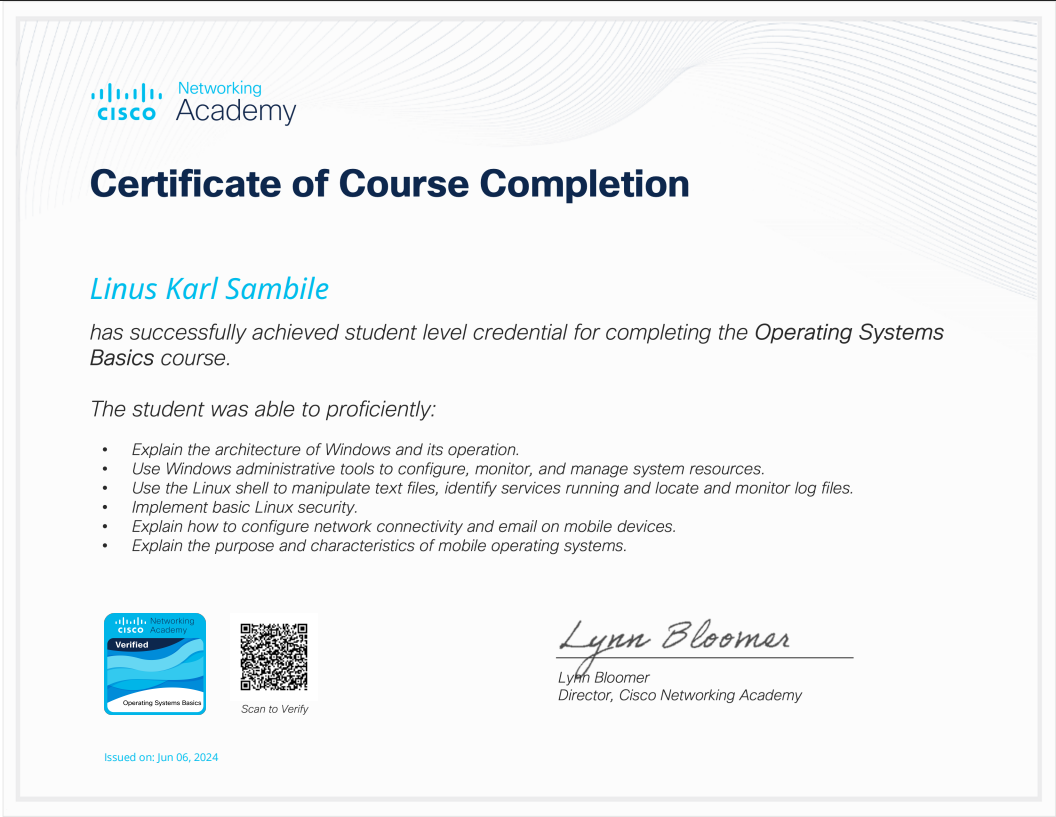 Networking
CISCO Academy
Certificate of Course Completion
Linus Karl Sambile
has successfully achieved student level credential for completing the Operating Systems
Basics course.
The student was able to proficiently:
• Explain the architecture of Windows and its operation.
• Use Windows administrative tools to configure, monitor, and manage system resources.
• Use the Linux shell to manipulate text files, identify services running and locate and monitor log files.
• Implement basic Linux security.
• Explain how to configure network connectivity and email on mobile devices.
• Explain the purpose and characteristics of mobile operating systems.
Networking
CISCO Academy
Verified
Operating Systems Basics
Scan to Verify
Lynn Bloomer
Lynn Bloomer
Director, Cisco Networking Academy
Issued on: Jun 06, 2024